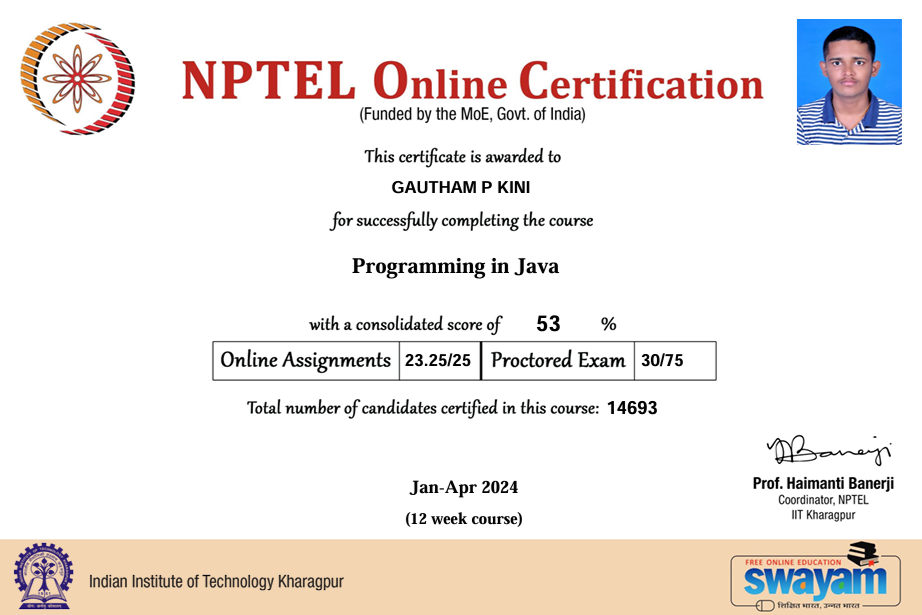 NPTEL Online Certification
(Funded by the MoE, Govt. of India)
This certificate is awarded to
GAUTHAM P KINI
for successfully completing the course
Programming in Java
with a consolidated score of 53 %
Online Assignments 23.25/25 Proctored Exam 30/75
Total number of candidates certified in this course: 14693
Banerji
Prof. Haimanti Banerji
Coordinator, NPTEL
IIT Kharagpur
Jan-Apr 2024
(12 week course)
Indian Institute of Technology Kharagpur
FREE ONLINE EDUCATION
swayam
शिक्षित भारत, उन्नत भारत